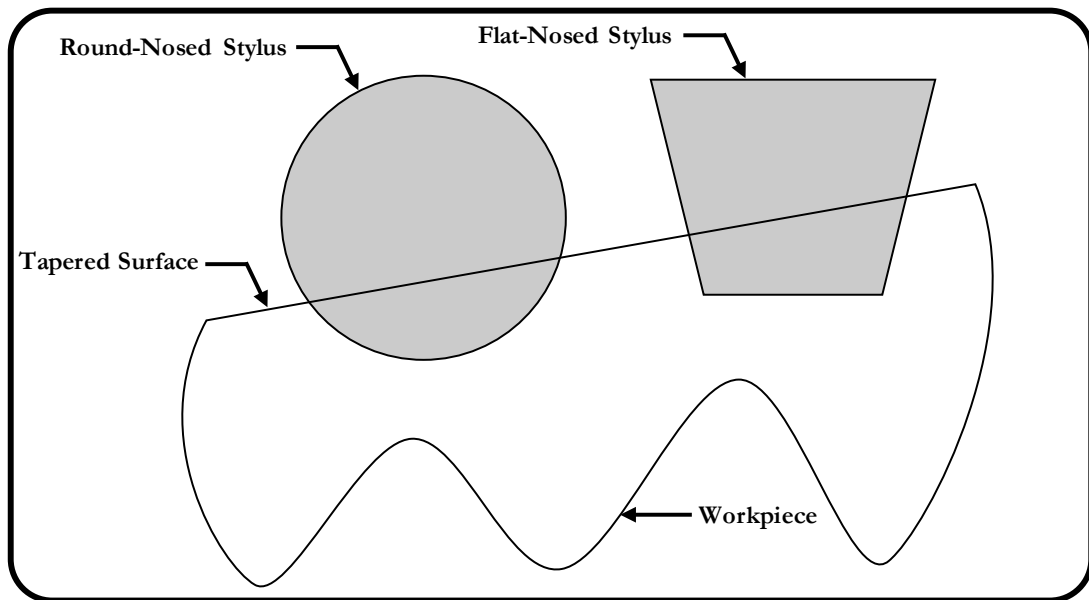 Round-Nosed Stylus
Flat-Nosed Stylus
Tapered Surface
Workpiece